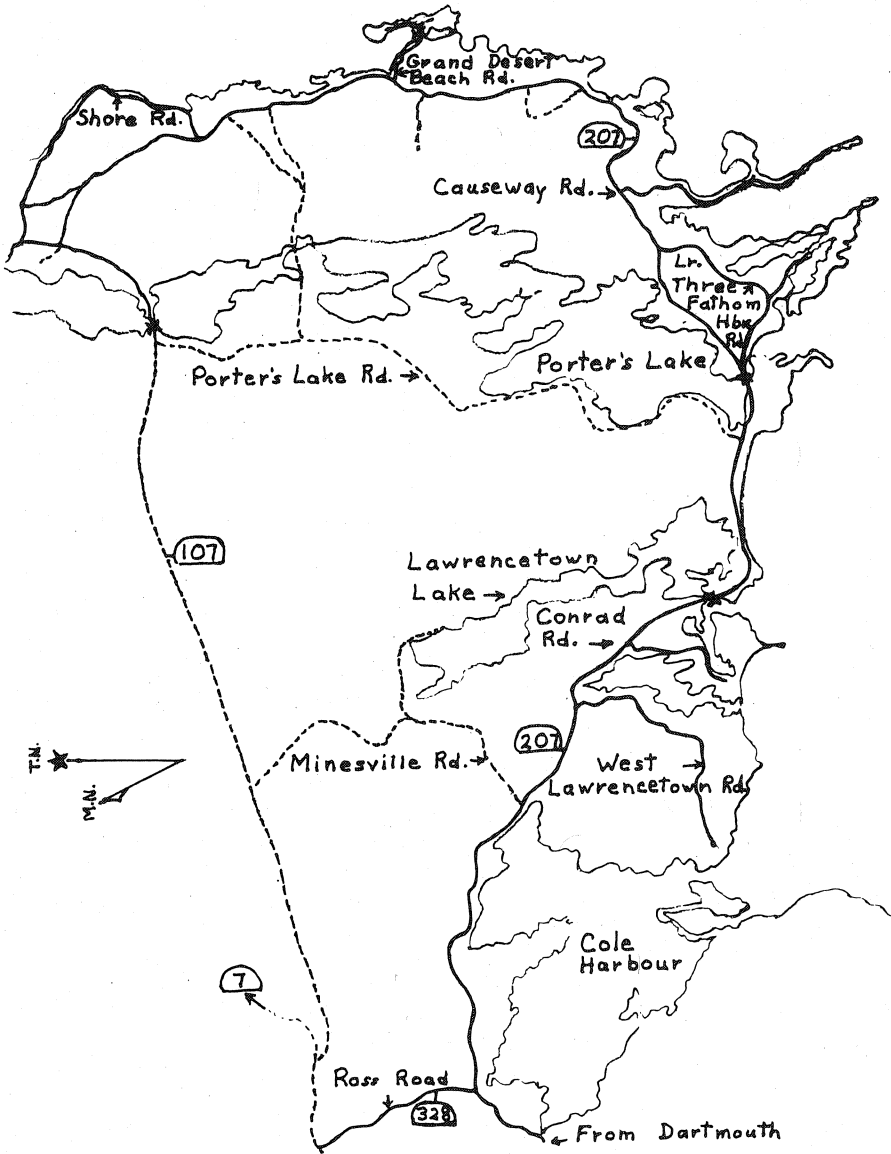 Grand Desert
Beach Rd.
Shore Rd.
207
Causeway Rd.
Lr.
Three
Fathom
Hbr
Rd.
Porter's Lake
Porter's Lake Rd.
107
Lawrencetown
Lake
Conrad
Rd.
207
T.N.
M.N.
Minesville Rd.
West
Lawrencetown Rd.
Cole
Harbour
7
Ross Road
328
From Dartmouth